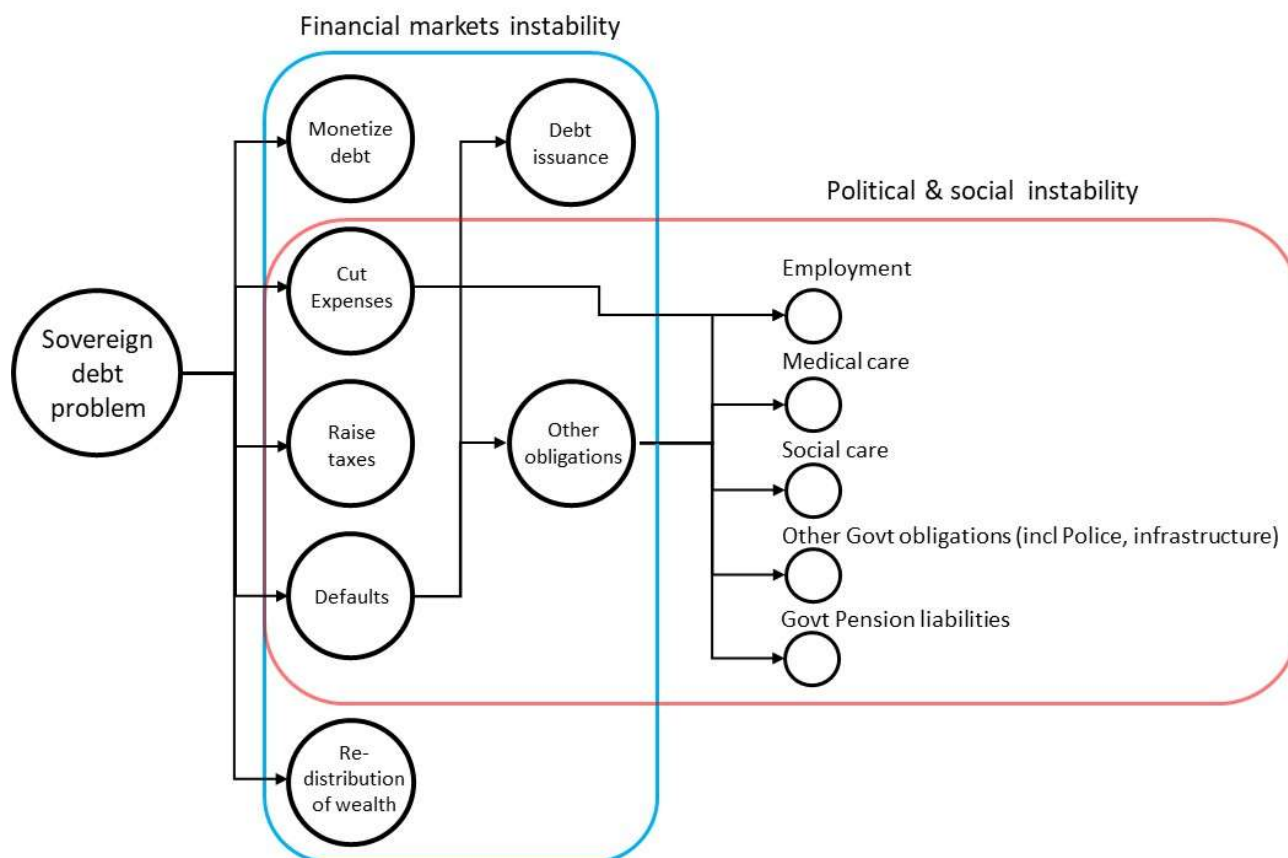 Financial markets instability
Monetize
debt
Debt
issuance
Political & social instability
Cut
Expenses
Employment
Sovereign
debt
problem
Medical care
Raise
taxes
Other
obligations
Social care
Other Govt obligations (incl Police, infrastructure)
Defaults
Govt Pension liabilities
Re-
distribution
of wealth